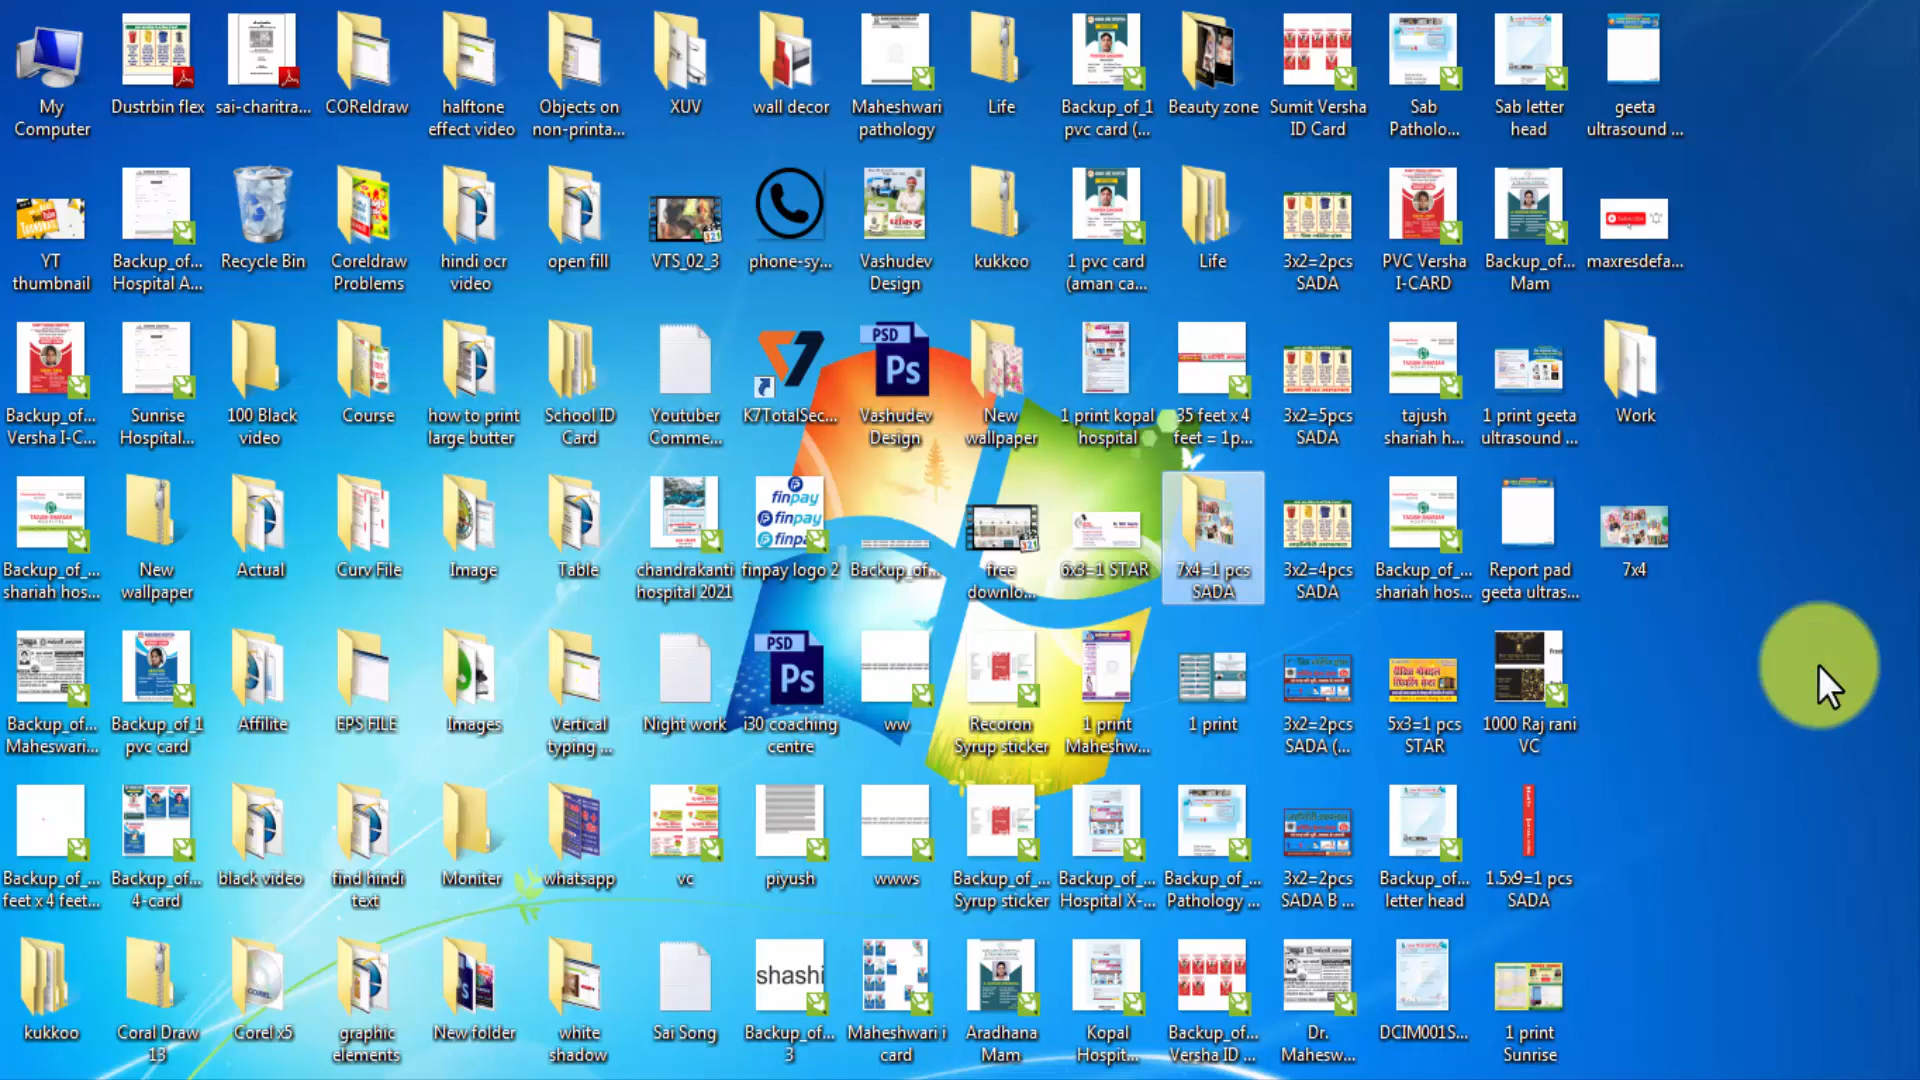 My
Computer
Dustrbin flex
sai-charitra...
COReldraw
halftone
effect video
Objects on
non-printa...
XUV
wall decor
Maheshwari
pathology
Life
Backup_of_1
pvc card (...
Beauty zone
Sumit Versha
ID Card
Sab
Patholo...
Sab letter
head
geeta
ultrasound ...
YT
thumbnail
Backup_of...
Hospital A...
Recycle Bin
Coreldraw
Problems
hindi ocr
video
open fill
VTS_02_3
phone-sy...
Vashudev
Design
kukkoo
1 pvc card
(aman ca...
Life
3x2=2pcs
SADA
PVC Versha
I-CARD
Backup_of...
Mam
maxresdefa...
Backup_of...
Versha I-C...
Sunrise
Hospital...
100 Black
video
Course
how to print
large butter
School ID
Card
Youtuber
Comme...
K7TotalSec...
PSD
Ps
Vashudev
Design
New
wallpaper
1 print kopal
hospital
35 feet x 4
feet = 1p...
3x2=5pcs
SADA
tajush
shariah h...
1 print geeta
ultrasound ...
Work
Backup_of_...
shariah hos...
New
wallpaper
Actual
Curv File
Image
Table
chandrakanti
hospital 2021
finpay
finpay
finpay
finpay logo 2
Backup_of...
free
downlo...
6x3=1 STAR
7x4=1 pcs
SADA
3x2=4pcs
SADA
Backup_of_...
shariah hos...
Report pad
geeta ultras...
7x4
Backup_of_
Maheswari...
Backup_of_1
pvc card
Affilite
EPS FILE
Images
Vertical
typing ...
Night work
PSD
Ps
i30 coaching
centre
ww
Recoron
Syrup sticker
1 print
Maheshw...
1 print
3x2=2pcs
SADA (...
5x3=1 pcs
STAR
1000 Raj rani
VC
Backup_of_...
feet x 4 feet...
Backup_of...
4-card
black video
find hindi
text
Moniter
whatsapp
vc
piyush
wwws
Backup_of_...
Syrup sticker
Backup_of_...
Hospital X-...
Backup_of_...
Pathology ...
3x2=2pcs
SADA B ...
Backup_of...
letter head
1.5x9=1 pcs
SADA
kukkoo
Coral Draw
13
COREL
Corel x5
graphic
elements
New folder
white
shadow
Sai Song
shashi
Backup_of...
3
Maheshwari i
card
Aradhana
Mam
Kopal
Hospit...
Backup_of...
Versha ID ...
Dr.
Mahesw...
DCIM001S...
1 print
Sunrise